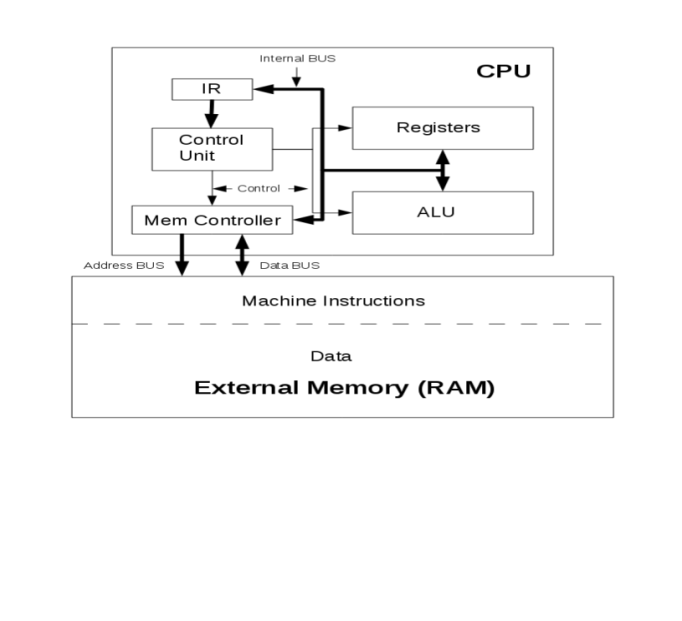 Internal BUS
CPU
IR
Registers
Control
Unit
Control
Mem Controller
ALU
Address BUS
Data BUS
Machine Instructions
Data
External Memory (RAM)